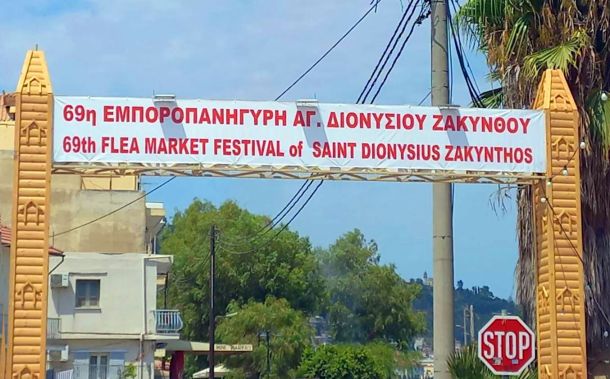 69η ΕΜΠΟΡΟΠΑΝΗΓΥΡΗ ΑΓ. ΔΙΟΝΥΣΙΟΥ ΖΑΚΥΝΘΟΥ
69th FLEA MARKET FESTIVAL of SAINT DIONYSIUS ZAKYNTHOS
STOP